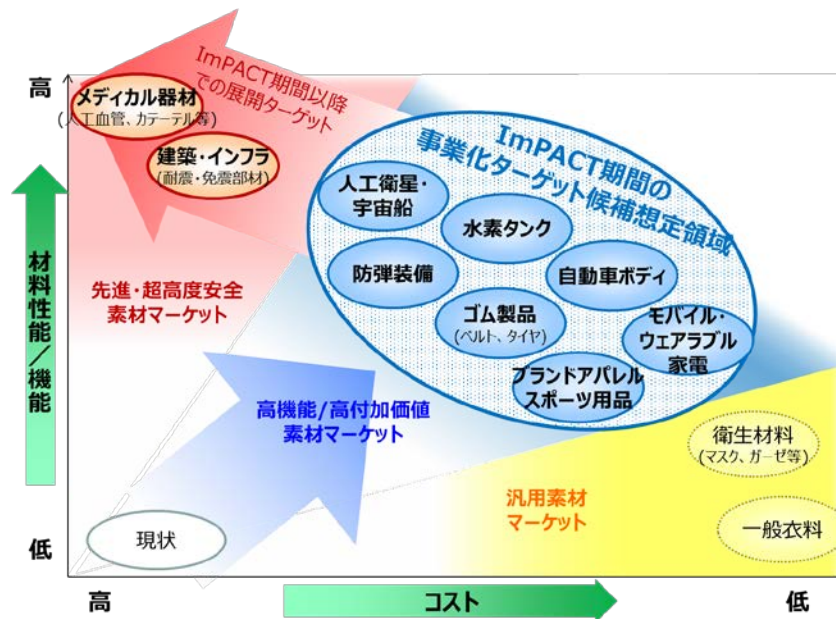 高
材料性能／機能
低
ImPACT期間以降
での展開ターゲット
メディカル器材
(人工血管、カテーテル等)
建築・インフラ
(耐震・免震部材)
先進・超高度安全
素材マーケット
ImPACT期間の
事業化ターゲット候補想定領域
人工衛星・
宇宙船
水素タンク
防弾装備
自動車ボディ
ゴム製品
(ベルト、タイヤ)
モバイル・
ウェアラブル
家電
ブランドアパレル
スポーツ用品
高機能/高付加価値
素材マーケット
衛生材料
(マスク、ガーゼ等)
汎用素材
マーケット
一般衣料
現状
高
コスト
低